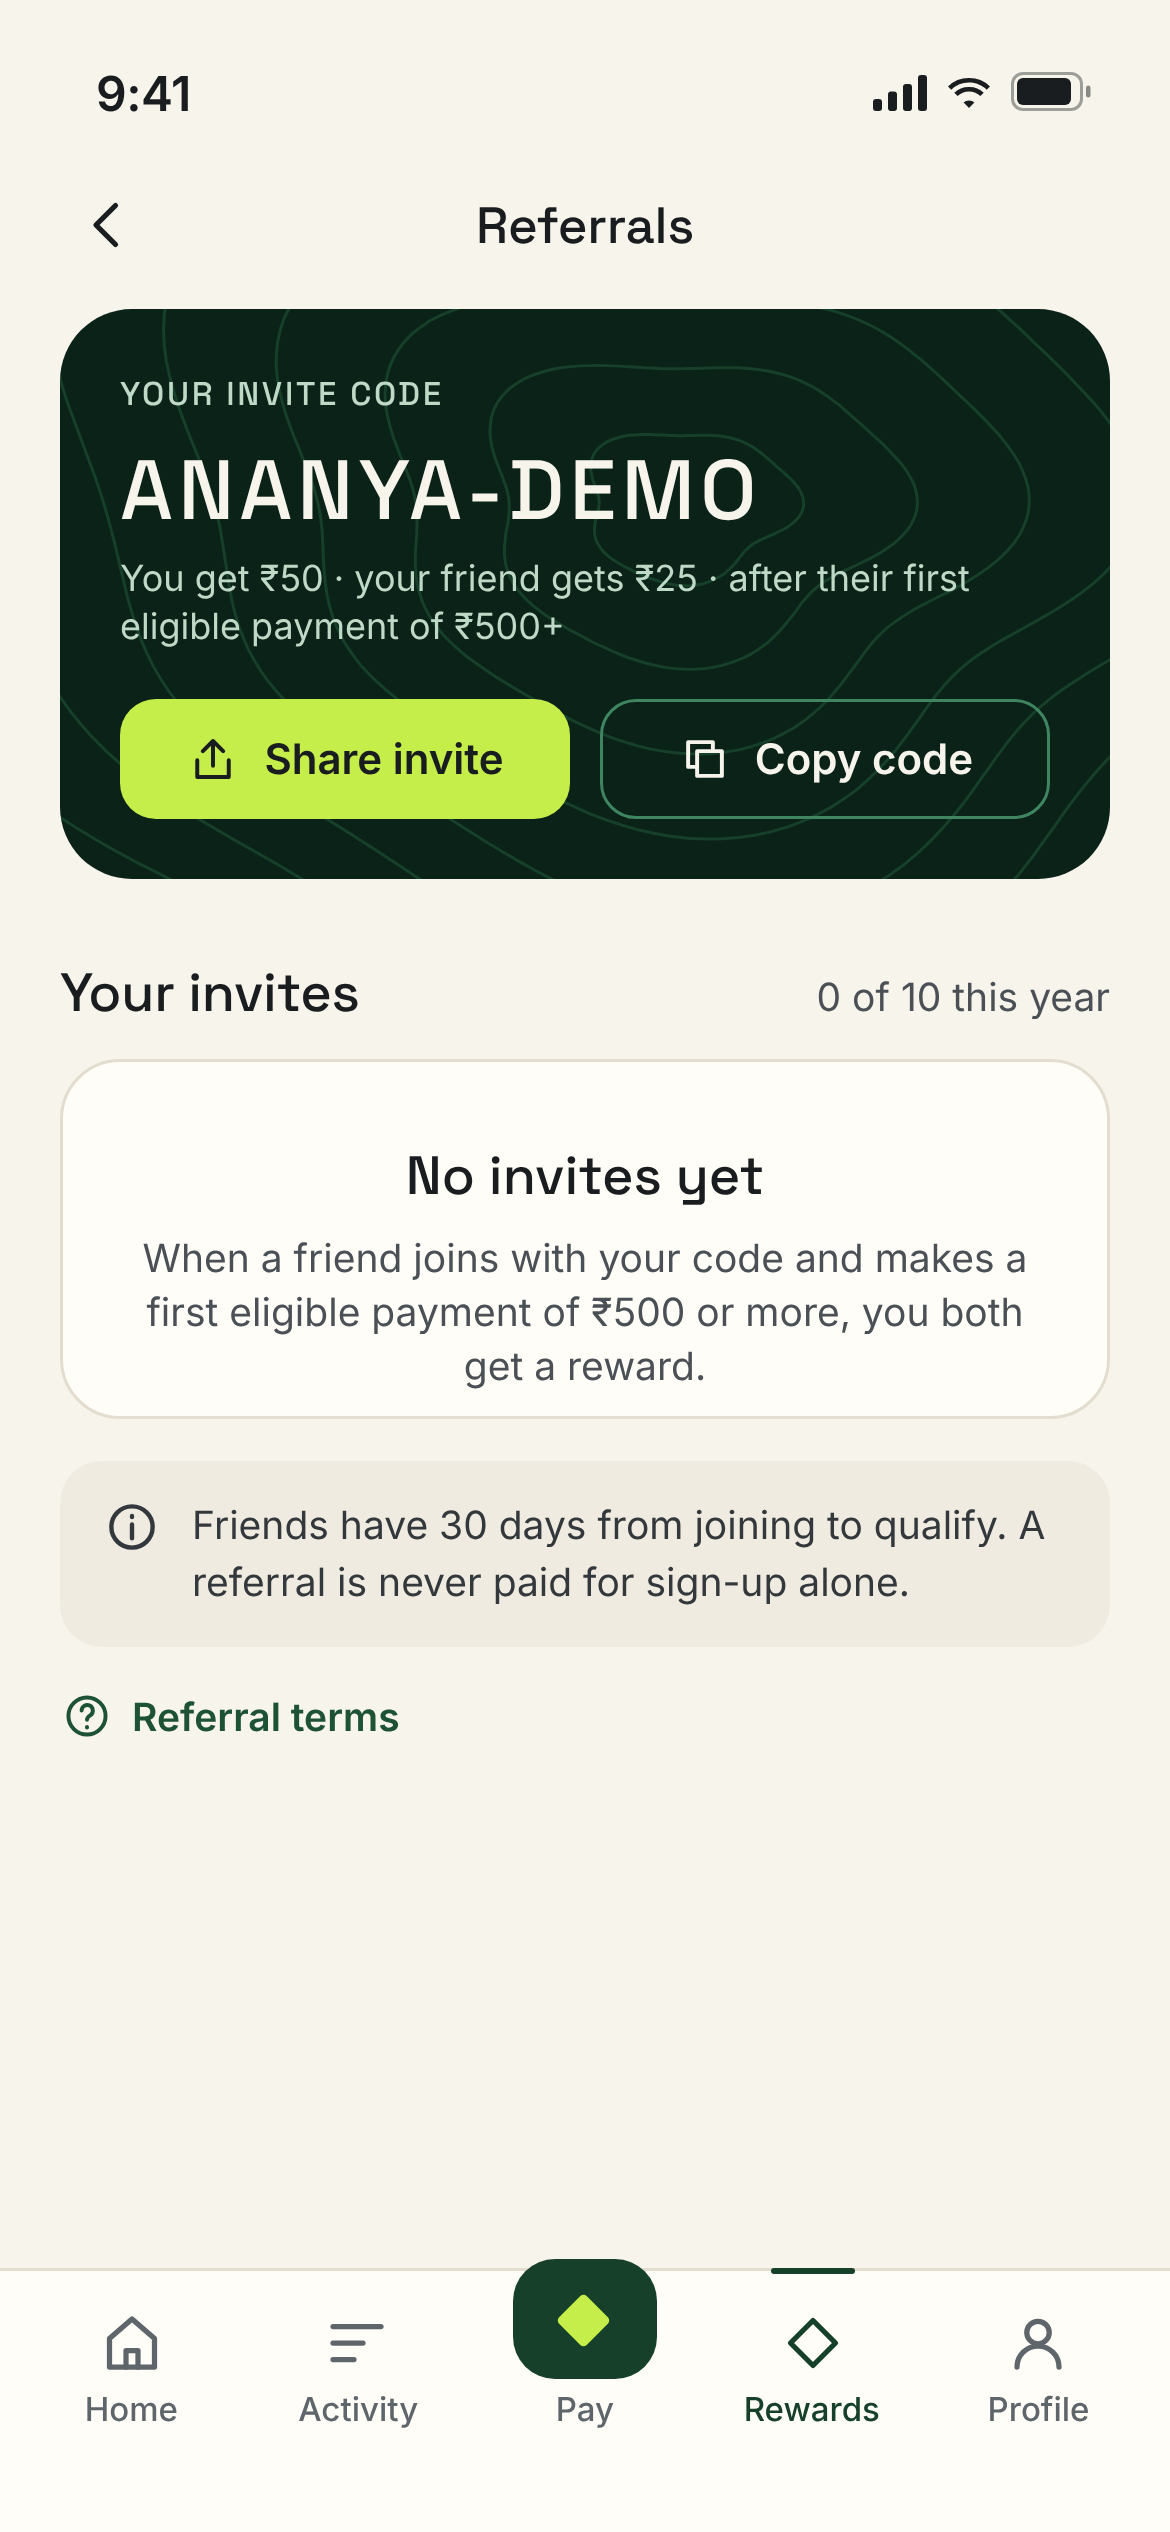 9:41
Referrals
YOUR INVITE CODE
ANANYA-DEMO
You get ₹50 · your friend gets ₹25 · after their first
eligible payment of ₹500+
Share invite
Copy code
Your invites
0 of 10 this year
No invites yet
When a friend joins with your code and makes a
first eligible payment of ₹500 or more, you both
get a reward.
Friends have 30 days from joining to qualify. A
referral is never paid for sign-up alone.
Referral terms
Home
Activity
Pay
Rewards
Profile